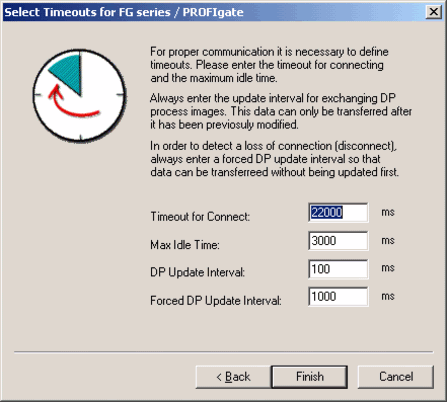 Select Timeouts for FG series / PROFIgate
For proper communication it is necessary to define
timeouts. Please enter the timeout for connecting
and the maximum idle time.
Always enter the update interval for exchanging DP
process images. This data can only be transferred after
it has been previosuly modified.
In order to detect a loss of connection (disconnect),
always enter a forced DP update interval so that
data can be transferreed without being updated first.
Timeout for Connect: 22000 ms
Max Idle Time: 3000 ms
DP Update Interval: 100 ms
Forced DP Update Interval: 1000 ms
< Back Finish Cancel